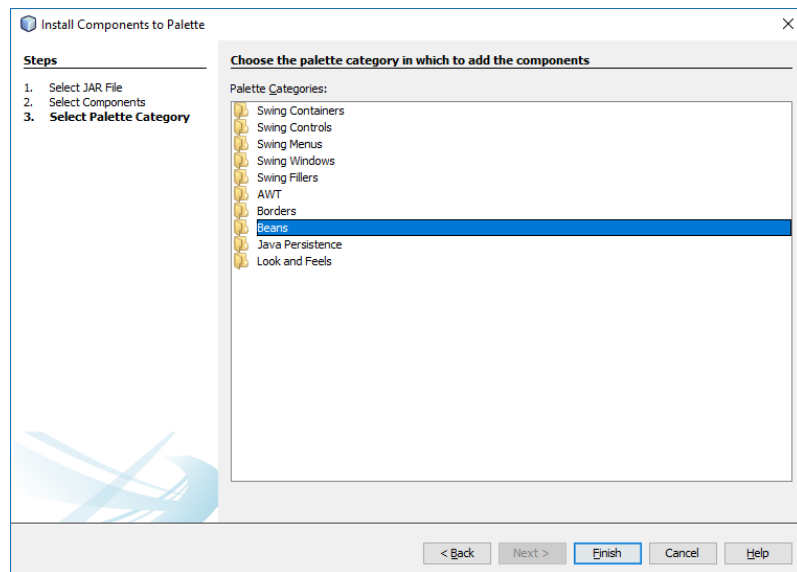 Install Components to Palette
Steps
1. Select JAR File
2. Select Components
3. Select Palette Category
Choose the palette category in which to add the components
Palette Categories:
Swing Containers
Swing Controls
Swing Menus
Swing Windows
Swing Fillers
AWT
Borders
Beans
Java Persistence
Look and Feels
< Back
Next >
Finish
Cancel
Help